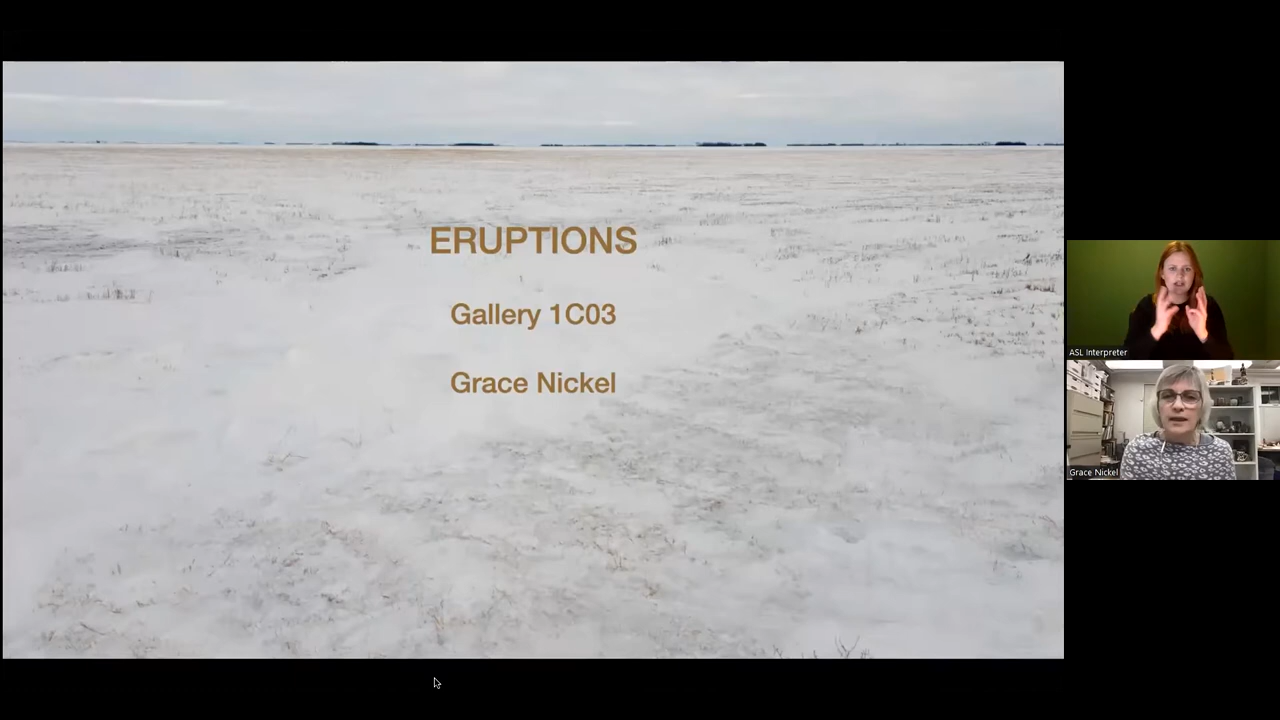 ERUPTIONS
Gallery 1C03
Grace Nickel
ASL Interpreter
Grace Nickel